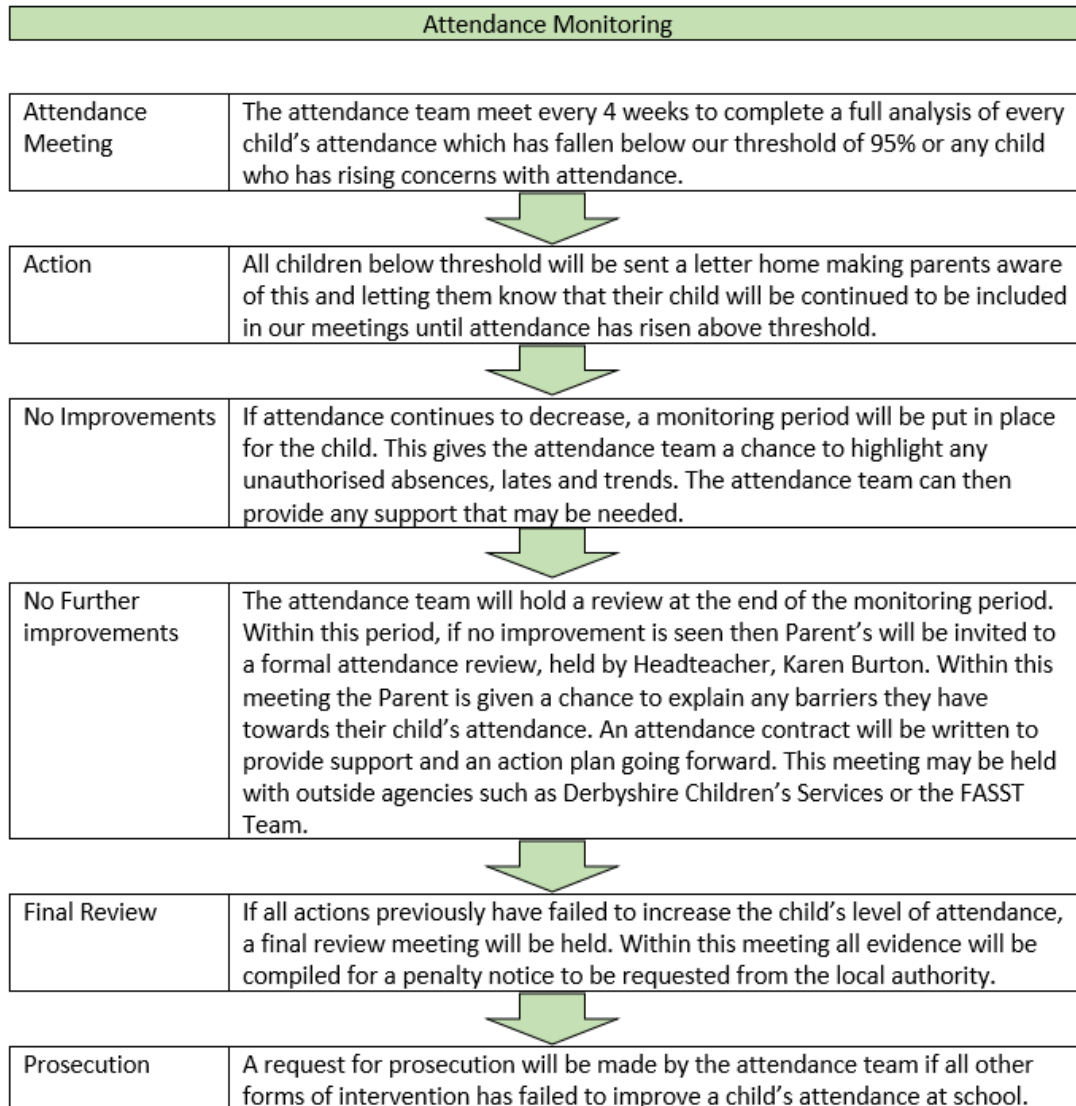 Attendance Monitoring
Attendance
Meeting
The attendance team meet every 4 weeks to complete a full analysis of every
child's attendance which has fallen below our threshold of 95% or any child
who has rising concerns with attendance.
Action
All children below threshold will be sent a letter home making parents aware
of this and letting them know that their child will be continued to be included
in our meetings until attendance has risen above threshold.
No Improvements
If attendance continues to decrease, a monitoring period will be put in place
for the child. This gives the attendance team a chance to highlight any
unauthorised absences, lates and trends. The attendance team can then
provide any support that may be needed.
No Further
improvements
The attendance team will hold a review at the end of the monitoring period.
Within this period, if no improvement is seen then Parent's will be invited to
a formal attendance review, held by Headteacher, Karen Burton. Within this
meeting the Parent is given a chance to explain any barriers they have
towards their child's attendance. An attendance contract will be written to
provide support and an action plan going forward. This meeting may be held
with outside agencies such as Derbyshire Children's Services or the FASST
Team.
Final Review
If all actions previously have failed to increase the child's level of attendance,
a final review meeting will be held. Within this meeting all evidence will be
compiled for a penalty notice to be requested from the local authority.
Prosecution
A request for prosecution will be made by the attendance team if all other
forms of intervention has failed to improve a child's attendance at school.